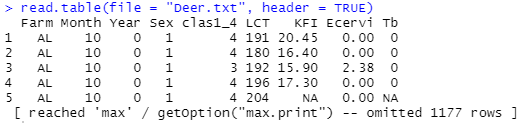 > read.table(file = "Deer.txt", header = TRUE)
Farm Month Year Sex clas1_4 LCT KFI Ecervi Tb
1 AL 10 0 1 4 191 20.45 0.00 0
2 AL 10 0 1 4 180 16.40 0.00 0
3 AL 10 0 1 3 192 15.90 2.38 0
4 AL 10 0 1 4 196 17.30 0.00 0
5 AL 10 0 1 4 204 NA 0.00 NA
[ reached 'max' / getOption("max.print") -- omitted 1177 rows ]